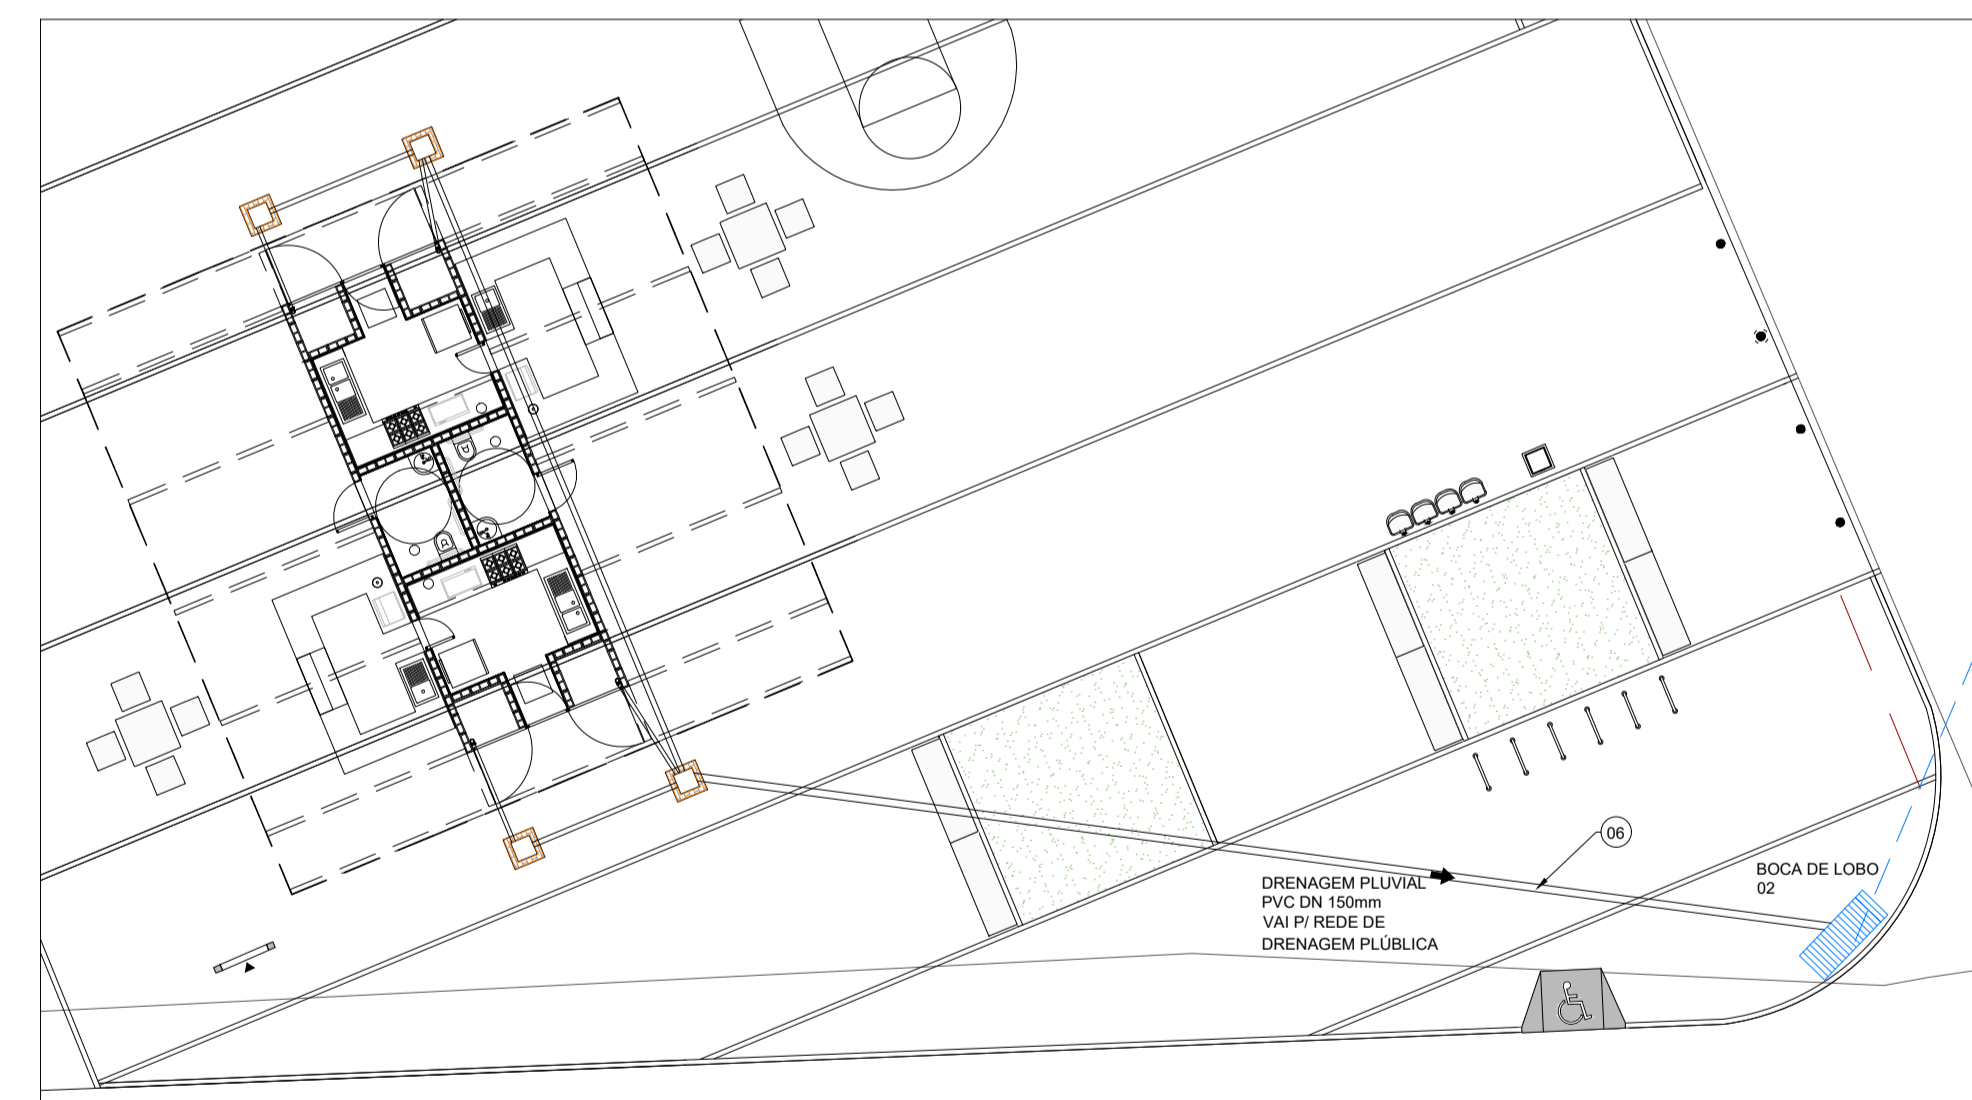 06
BOCA DE LOBO
02
DRENAGEM PLUVIAL
PVC DN 150mm
VAI P/ REDE DE
DRENAGEM PLÚBLICA